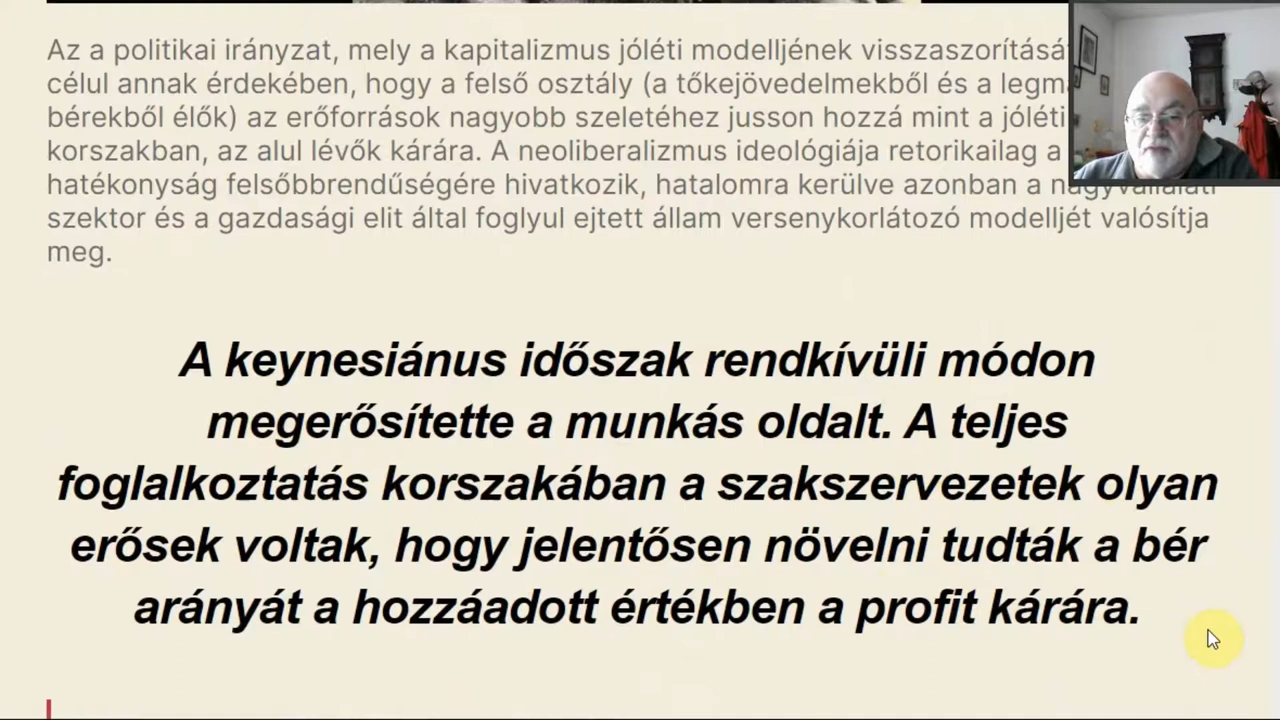 Az a politikai irányzat, mely a kapitalizmus jóléti modelljének
célul annak érdekében, hogy a felső osztály (a tőkejövedelmekből és a
bérekből élők) az erőforrások nagyobb szeletéhez jusson hozzá mint a jóléti
korszakban, az alul lévők kárára. A neoliberalizmus ideológiája retorikailag a
hatékonyság felsőbbrendűségére hivatkozik, hatalomra kerülve azonban a nagyvállalati
szektor és a gazdasági elit által foglyul ejtett állam versenykorlátozó modelljét valósítja
meg.
A keynesiánus időszak rendkívüli módon
megerősítette a munkás oldalt. A teljes
foglalkoztatás korszakában a szakszervezetek olyan
erősek voltak, hogy jelentősen növelni tudták a bér
arányát a hozzáadott értékben a profit kárára.